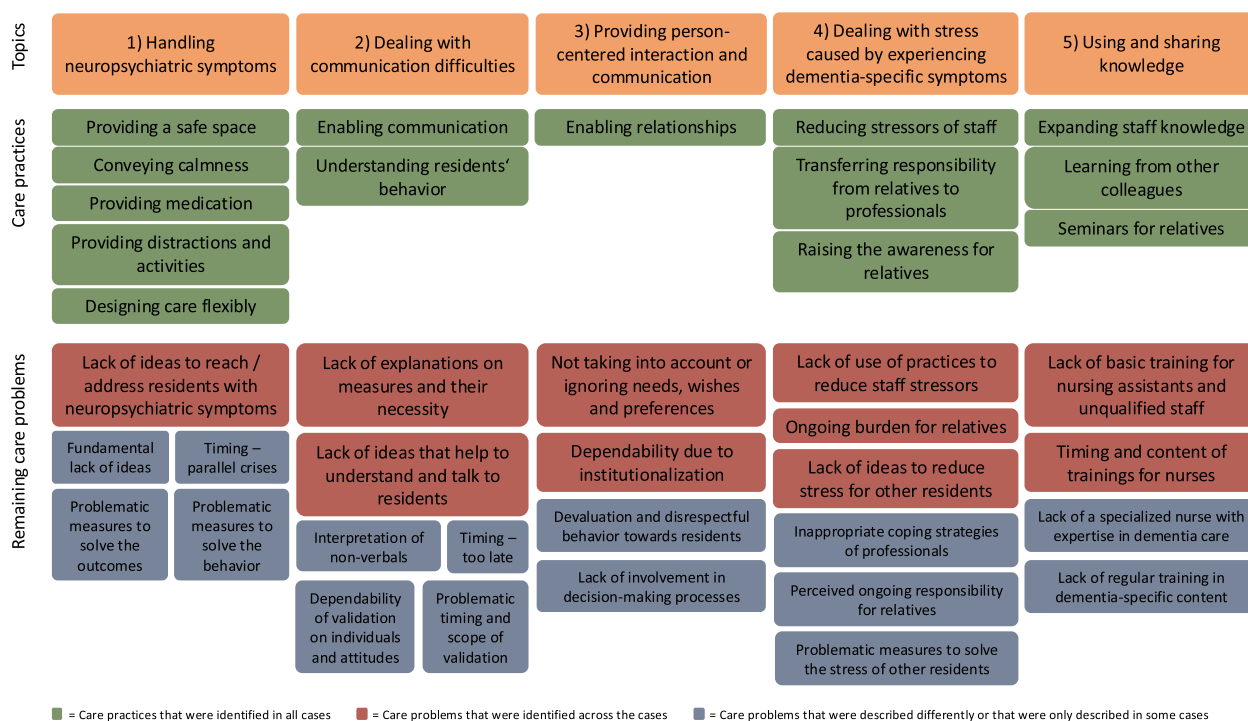 Topics
1) Handling
neuropsychiatric symptoms
2) Dealing with
communication difficulties
3) Providing person-
centered interaction and
communication
4) Dealing with stress
caused by experiencing
dementia-specific symptoms
5) Using and sharing
knowledge
Care practices
Providing a safe space
Conveying calmness
Providing medication
Providing distractions and
activities
Designing care flexibly
Enabling communication
Understanding residents‘
behavior
Enabling relationships
Reducing stressors of staff
Transferring responsibility
from relatives to
professionals
Raising the awareness for
relatives
Expanding staff knowledge
Learning from other
colleagues
Seminars for relatives
Remaining care problems
Lack of ideas to reach /
address residents with
neuropsychiatric symptoms
Fundamental
lack of ideas
Timing –
parallel crises
Problematic
measures to
solve the
outcomes
Problematic
measures to
solve the
behavior
Lack of explanations on
measures and their
necessity
Lack of ideas that help to
understand and talk to
residents
Interpretation of
non-verbals
Timing –
too late
Dependability
of validation
on individuals
and attitudes
Problematic
timing and
scope of
validation
Not taking into account or
ignoring needs, wishes
and preferences
Dependability due to
institutionalization
Devaluation and disrespectful
behavior towards residents
Lack of involvement in
decision-making processes
Lack of use of practices to
reduce staff stressors
Ongoing burden for relatives
Lack of ideas to reduce
stress for other residents
Inappropriate coping strategies
of professionals
Perceived ongoing responsibility
for relatives
Problematic measures to solve
the stress of other residents
Lack of basic training for
nursing assistants and
unqualified staff
Timing and content of
trainings for nurses
Lack of a specialized nurse with
expertise in dementia care
Lack of regular training in
dementia-specific content
= Care practices that were identified in all cases
= Care problems that were identified across the cases
= Care problems that were described differently or that were only described in some cases